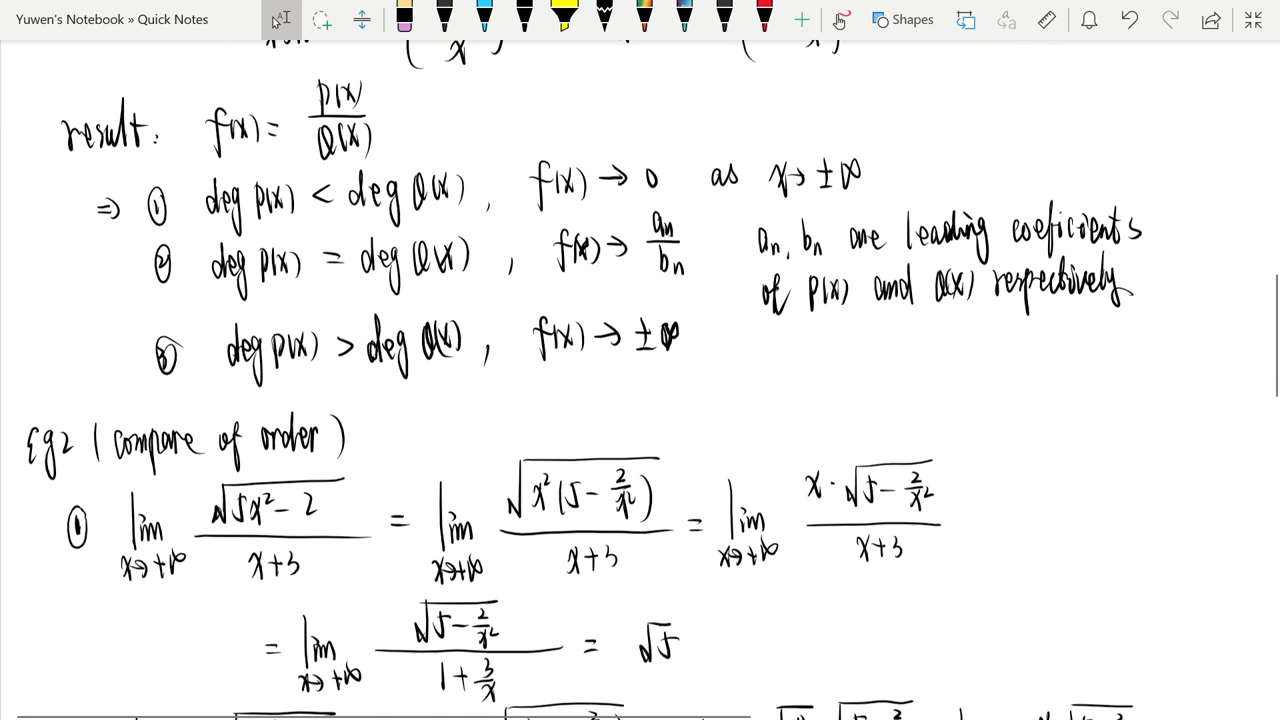 Yuwen's Notebook » Quick Notes
Shapes
result: f(x) = P(x)/Q(x)
⇒ ① deg P(x) < deg Q(x), f(x) → 0 as x → ±∞
② deg P(x) = deg Q(x), f(x) → an/bn an, bn are leading coeficients
of P(x) and Q(x) respectively
③ deg P(x) > deg Q(x), f(x) → ±∞
Eg2 (compare of order)
① lim x→+∞ √(5x²-2)/(x+3) = lim x→+∞ √(x²(5-2/x²))/(x+3) = lim x→+∞ x·√(5-2/x²)/(x+3)
= lim x→+∞ √(5-2/x²)/(1+3/x) = √5